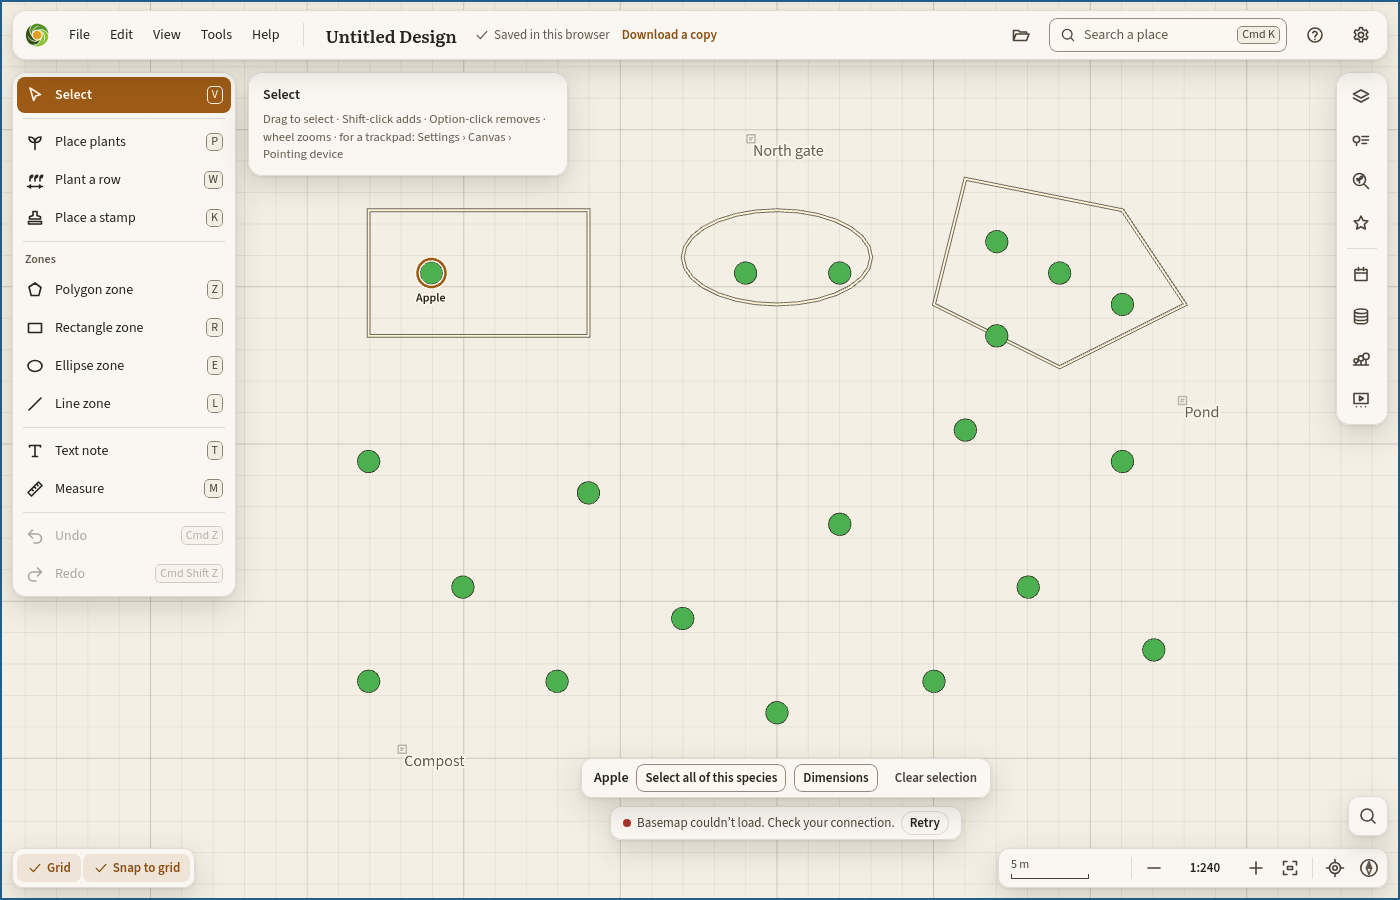 File Edit View Tools Help
Untitled Design
Saved in this browser Download a copy
Search a place Cmd K
Select V
Place plants P
Plant a row W
Place a stamp K
Zones
Polygon zone Z
Rectangle zone R
Ellipse zone E
Line zone L
Text note T
Measure M
Undo Cmd Z
Redo Cmd Shift Z
Select
Drag to select · Shift-click adds · Option-click removes ·
wheel zooms · for a trackpad: Settings › Canvas ›
Pointing device
North gate
Apple
Pond
Compost
Apple Select all of this species Dimensions Clear selection
Basemap couldn’t load. Check your connection. Retry
Grid Snap to grid
5 m
1:240